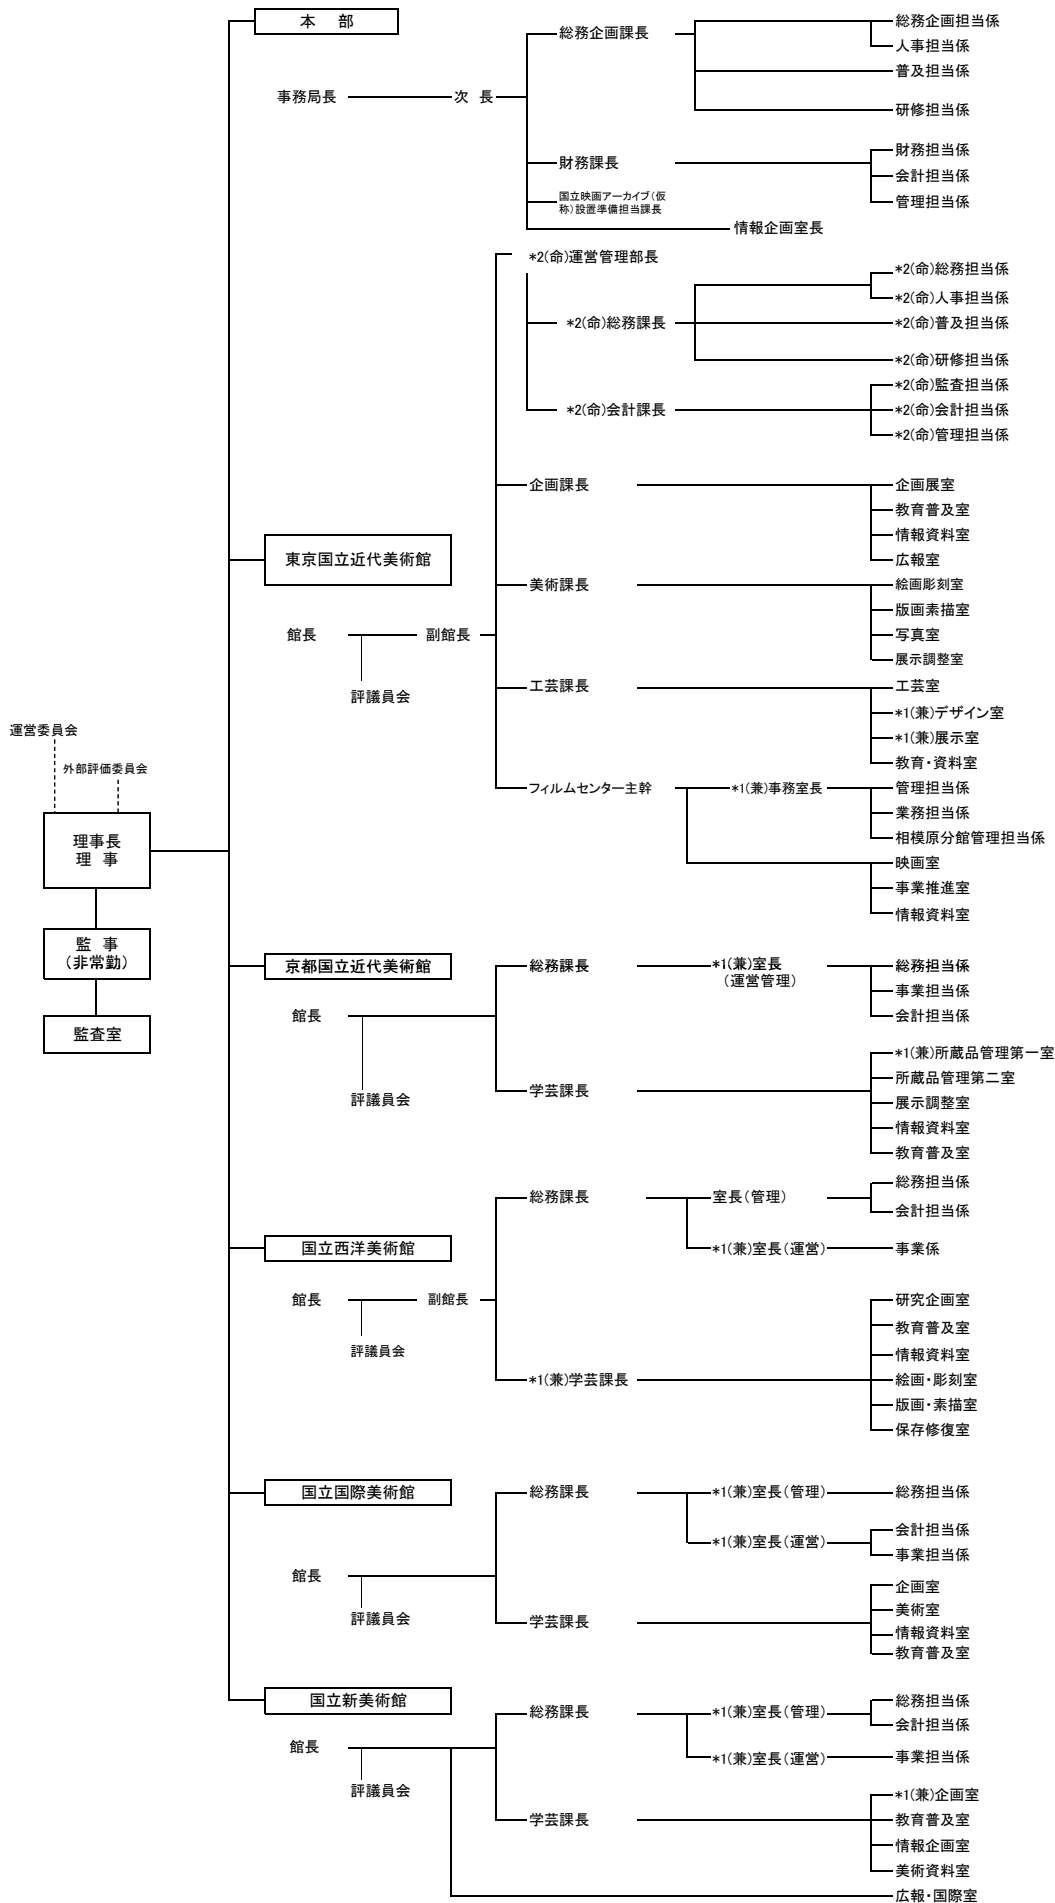 本　部
総務企画課長
総務企画担当係
人事担当係
普及担当係
事務局長
次 長
研修担当係
財務課長
財務担当係
会計担当係
管理担当係
国立映画アーカイブ（仮
称）設置準備担当課長
情報企画室長
*2(命)運営管理部長
*2(命)総務担当係
*2(命)人事担当係
*2(命)総務課長
*2(命)普及担当係
*2(命)研修担当係
*2(命)会計課長
*2(命)監査担当係
*2(命)会計担当係
*2(命)管理担当係
東京国立近代美術館
企画課長
企画展室
教育普及室
情報資料室
広報室
美術課長
絵画彫刻室
版画素描室
写真室
展示調整室
館長
副館長
評議員会
工芸課長
工芸室
*1(兼)デザイン室
*1(兼)展示室
教育・資料室
フィルムセンター主幹
*1(兼)事務室長
管理担当係
業務担当係
相模原分館管理担当係
映画室
事業推進室
情報資料室
運営委員会
外部評価委員会
理事長
理 事
監 事
（非常勤）
監査室
京都国立近代美術館
総務課長
*1(兼)室長
（運営管理）
総務担当係
事業担当係
会計担当係
館長
評議員会
学芸課長
*1(兼)所蔵品管理第一室
所蔵品管理第二室
展示調整室
情報資料室
教育普及室
国立西洋美術館
総務課長
室長（管理）
総務担当係
会計担当係
*1(兼)室長（運営）
事業係
館長
副館長
評議員会
*1(兼)学芸課長
研究企画室
教育普及室
情報資料室
絵画・彫刻室
版画・素描室
保存修復室
国立国際美術館
総務課長
*1(兼)室長（管理）
総務担当係
*1(兼)室長（運営）
会計担当係
事業担当係
館長
評議員会
学芸課長
企画室
美術室
情報資料室
教育普及室
国立新美術館
総務課長
*1(兼)室長（管理）
総務担当係
会計担当係
*1(兼)室長（運営）
事業担当係
館長
評議員会
学芸課長
*1(兼)企画室
教育普及室
情報企画室
美術資料室
広報・国際室